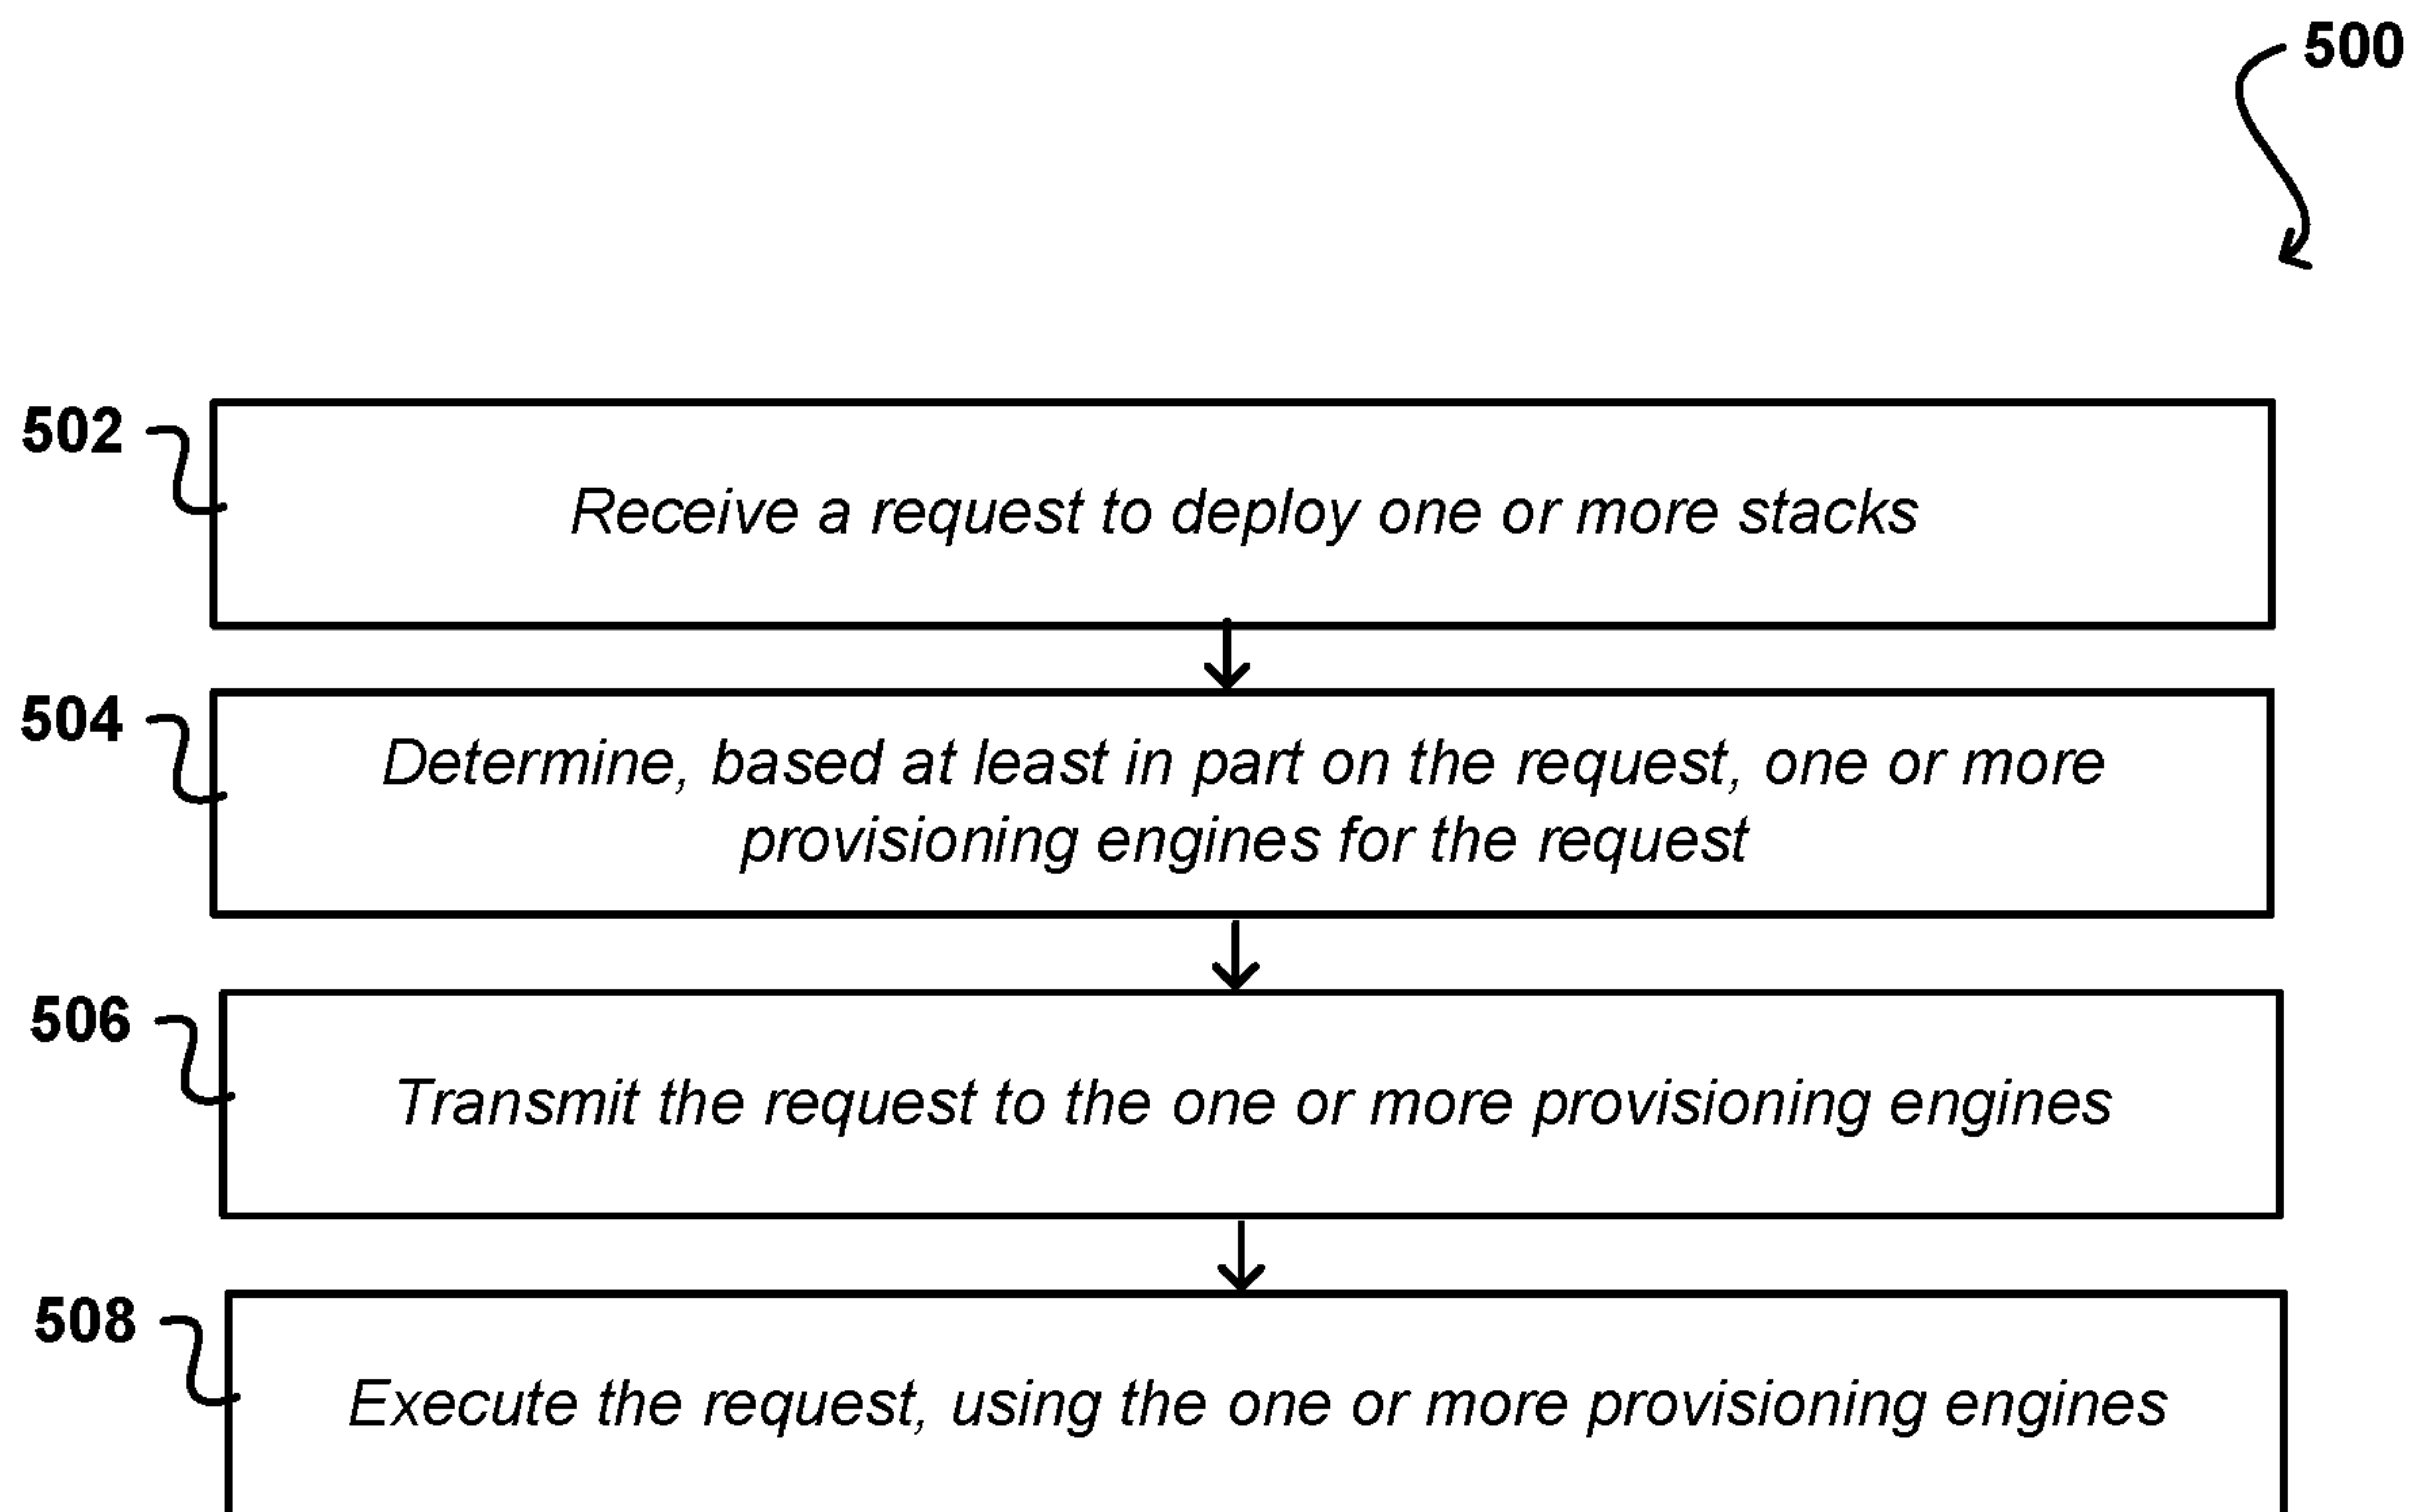 500
502
Receive a request to deploy one or more stacks
504
Determine, based at least in part on the request, one or more
provisioning engines for the request
506
Transmit the request to the one or more provisioning engines
508
Execute the request, using the one or more provisioning engines